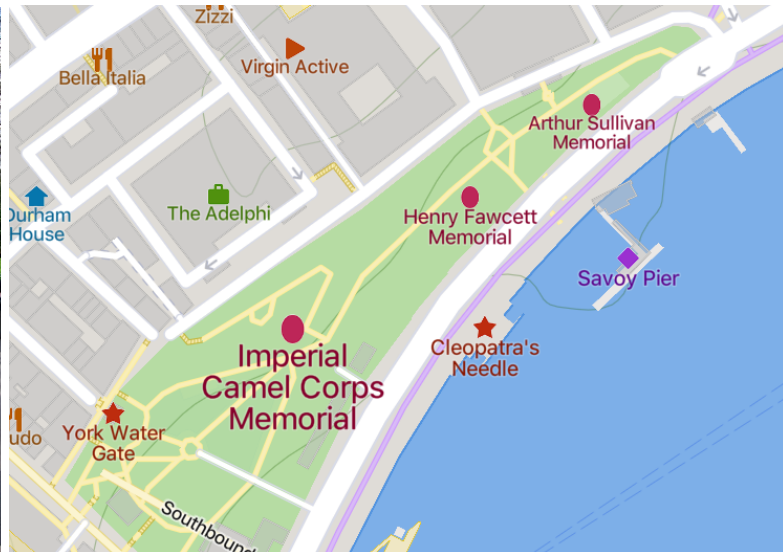 Zizzi
Bella Italia
Virgin Active
Arthur Sullivan
Memorial
The Adelphi
Durham
House
Henry Fawcett
Memorial
Savoy Pier
Cleopatra's
Needle
Imperial
Camel Corps
Memorial
York Water
Gate
Southbound